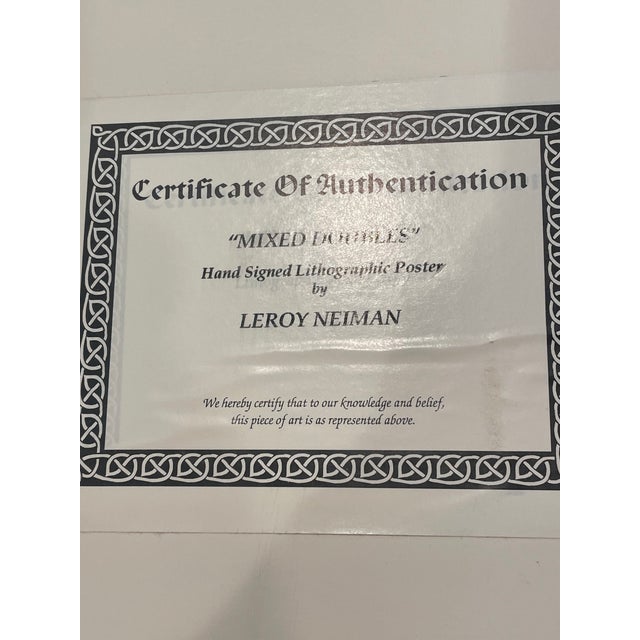 Certificate Of Authentication
"MIXED DOUBLES"
Hand Signed Lithographic Poster
by
LEROY NEIMAN
We hereby certify that to our knowledge and belief,
this piece of art is as represented above.